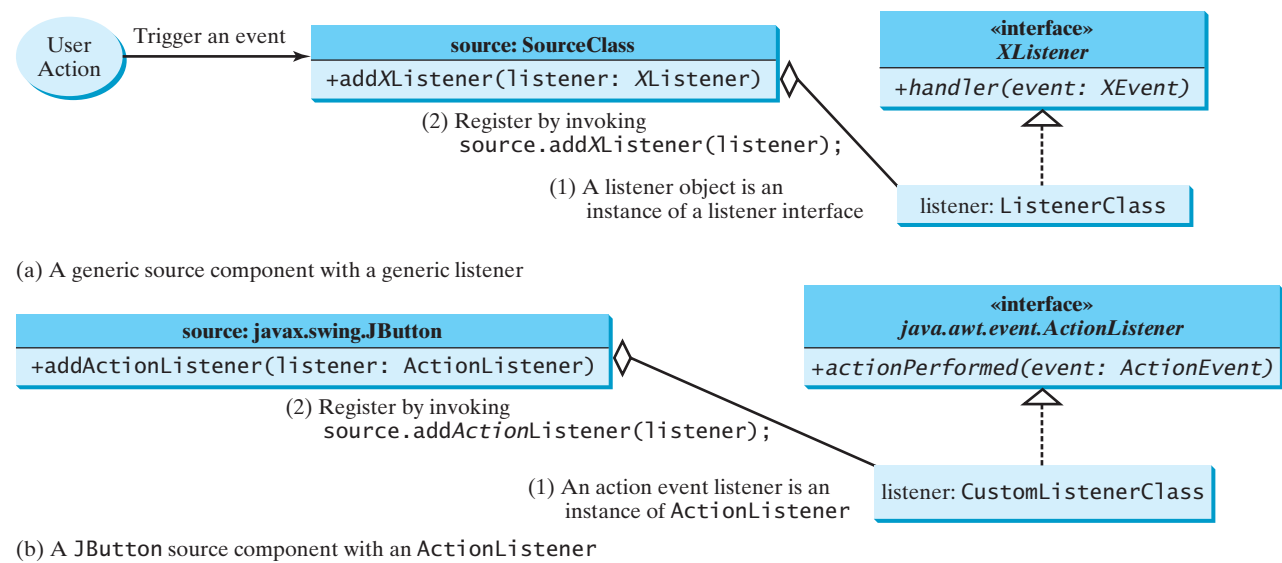 User
Action
Trigger an event
source: SourceClass
+addXListener(listener: XListener)
«interface»
XListener
+handler(event: XEvent)
(2) Register by invoking
source.addXListener(listener);
(1) A listener object is an
instance of a listener interface
listener: ListenerClass
(a) A generic source component with a generic listener
source: javax.swing.JButton
+addActionListener(listener: ActionListener)
«interface»
java.awt.event.ActionListener
+actionPerformed(event: ActionEvent)
(2) Register by invoking
source.addActionListener(listener);
(1) An action event listener is an
instance of ActionListener
listener: CustomListenerClass
(b) A JButton source component with an ActionListener